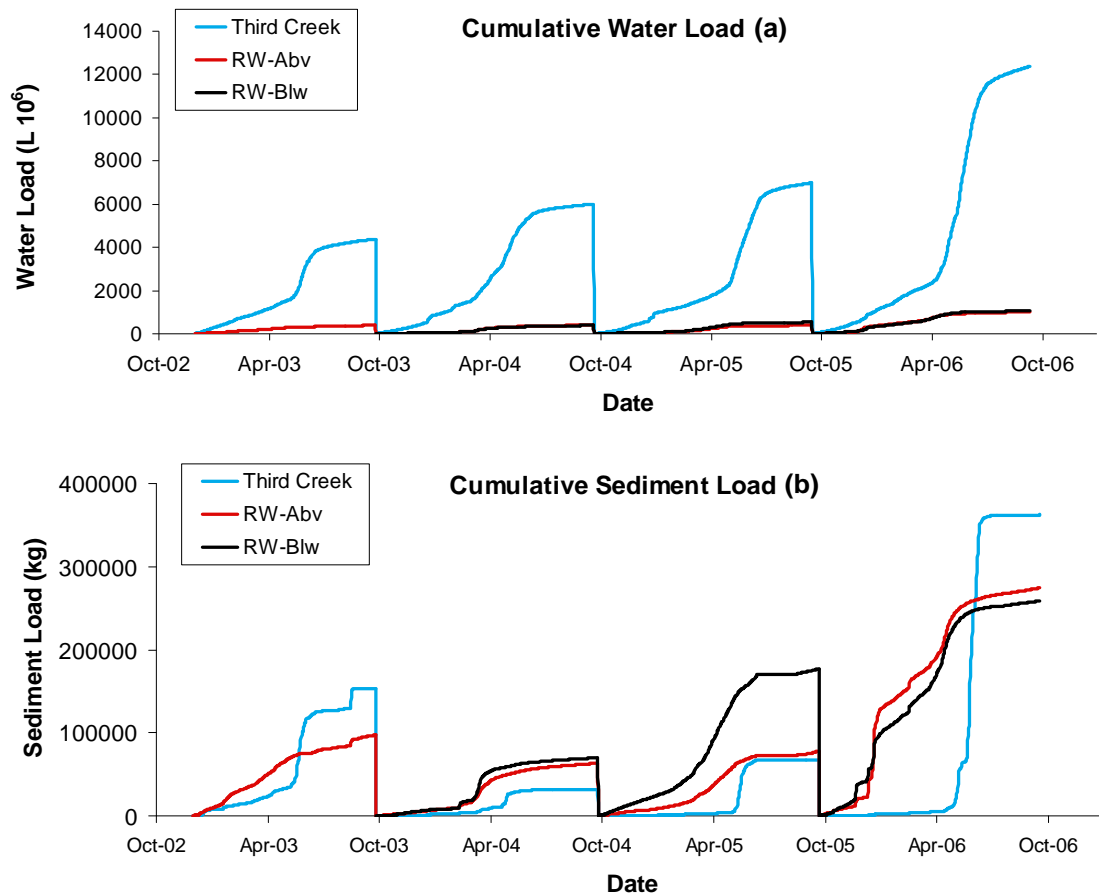 Cumulative Water Load (a)
Third Creek
RW-Abv
RW-Blw
Water Load (L 10⁶)
14000
12000
10000
8000
6000
4000
2000
0
Oct-02 Apr-03 Oct-03 Apr-04 Oct-04 Apr-05 Oct-05 Apr-06 Oct-06
Date
Cumulative Sediment Load (b)
Third Creek
RW-Abv
RW-Blw
Sediment Load (kg)
400000
300000
200000
100000
0
Oct-02 Apr-03 Oct-03 Apr-04 Oct-04 Apr-05 Oct-05 Apr-06 Oct-06
Date